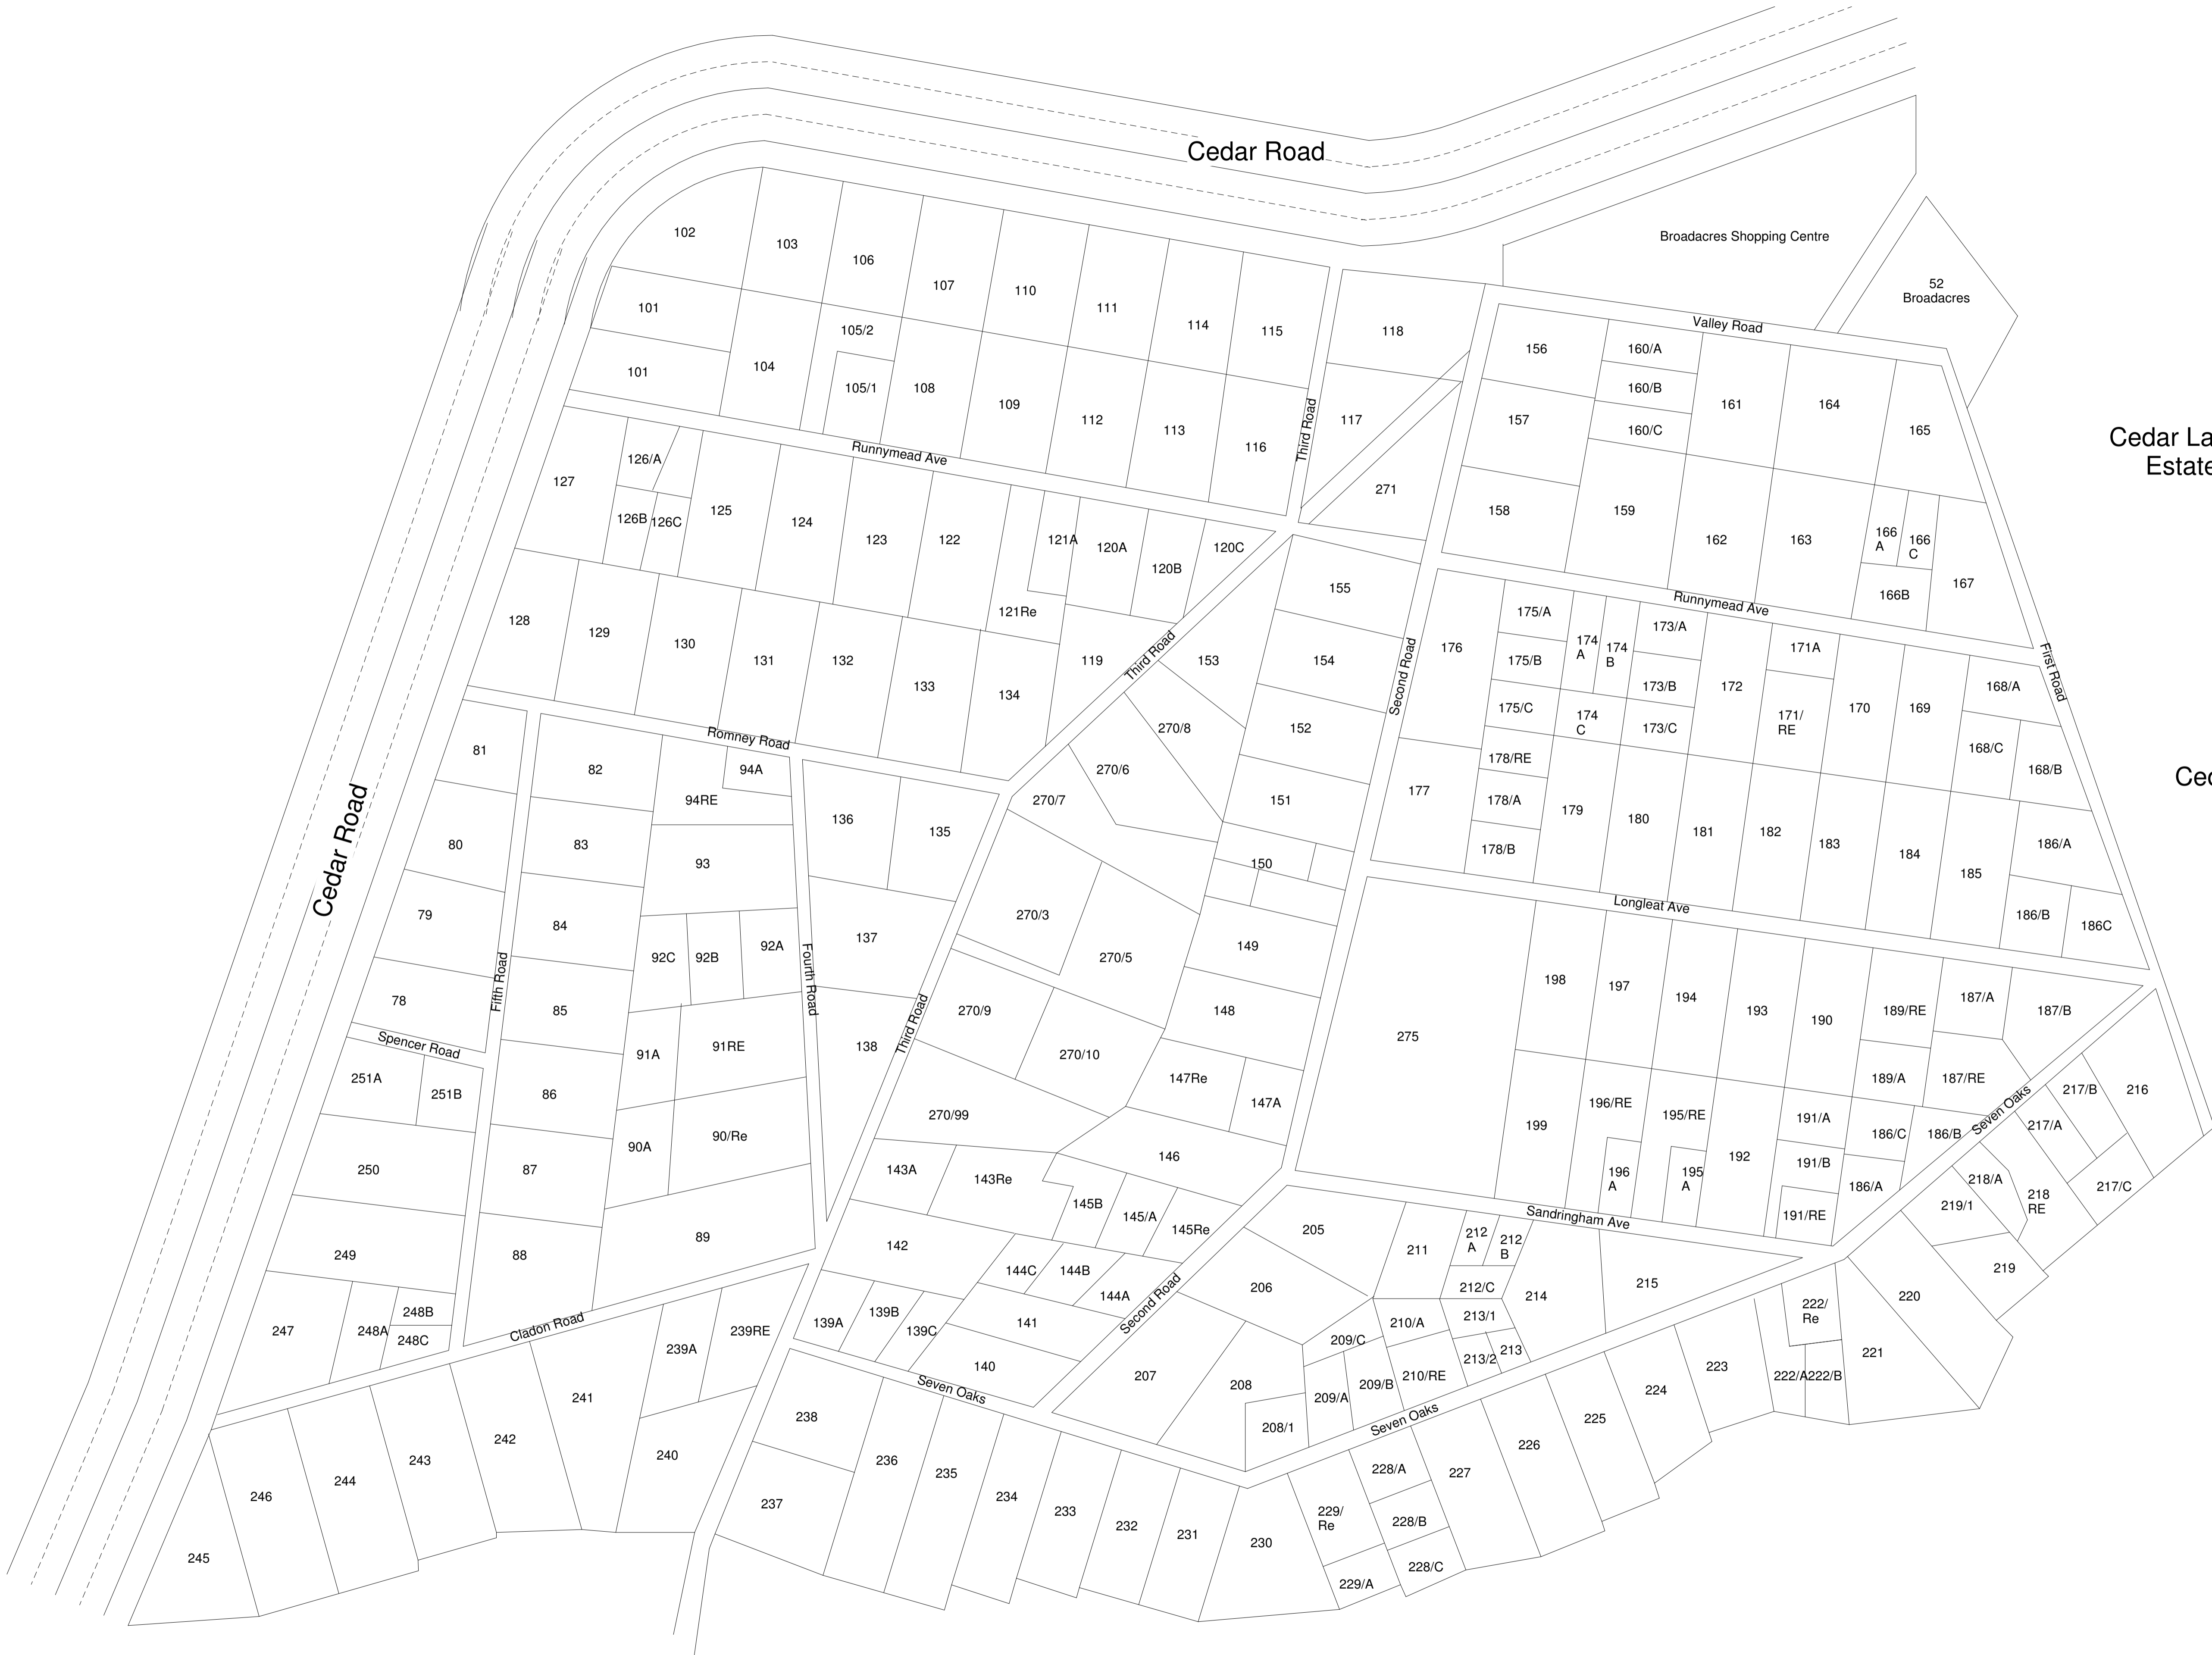 Cedar Road
Broadacres Shopping Centre
52
Broadacres
Valley Road
Cedar La
Estate
Ced
102
103
106
107
110
111
114
115
118
101
105/2
101
104
105/1
108
109
112
113
116
Third Road
117
271
156
160/A
160/B
160/C
161
164
165
157
158
159
162
163
166
A
166
C
166B
167
Runnymead Ave
127
126/A
126B
126C
125
124
123
122
121A
121Re
120A
120B
120C
128
129
130
131
132
133
134
119
Third Road
153
155
154
152
151
150
149
148
147Re
147A
146
Second Road
Runnymead Ave
First Road
176
175/A
175/B
175/C
174
A
174
B
174
C
173/A
173/B
173/C
172
171A
171/
RE
170
169
168/A
168/C
168/B
177
178/RE
178/A
178/B
179
180
181
182
183
184
185
186/A
186/B
186C
Longleat Ave
Romney Road
Cedar Road
81
80
79
78
Spencer Road
251A
251B
250
249
247
248A
248B
248C
Fifth Road
82
83
84
85
86
87
88
94A
94RE
93
92C
92B
92A
91A
91RE
90A
90/Re
89
Fourth Road
136
135
137
138
Third Road
270/8
270/6
270/7
270/3
270/5
270/9
270/10
270/99
143A
143Re
145B
145/A
145Re
142
144C
144B
144A
139A
139B
139C
141
140
Second Road
275
198
197
194
193
190
189/RE
187/A
187/B
189/A
187/RE
199
196/RE
196
A
195/RE
195
A
192
191/A
191/B
191/RE
186/C
186/B
186/A
Seven Oaks
217/B
216
217/A
217/C
218/A
218
RE
219/1
219
220
Sandringham Ave
205
206
207
208
208/1
211
212
A
212
B
212/C
214
215
210/A
213/1
213/2
213
209/C
209/A
209/B
210/RE
Seven Oaks
222/
Re
222/A
222/B
221
223
224
225
226
227
228/A
228/B
228/C
229/
Re
229/A
230
231
232
233
234
235
236
237
238
Seven Oaks
Cladon Road
239A
239RE
240
241
242
243
244
246
245